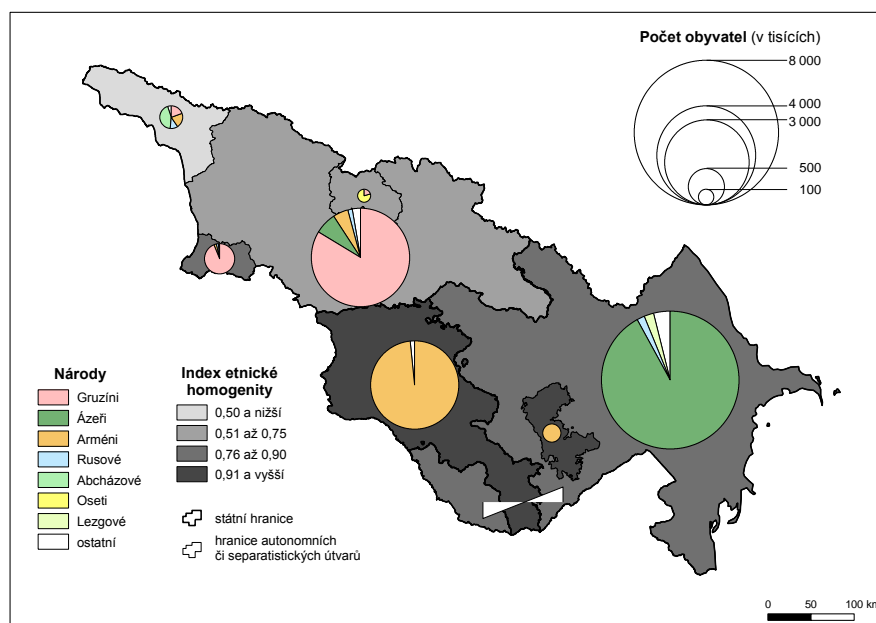 Počet obyvatel (v tisících)
8 000
4 000
3 000
500
100
Národy
Gruzíni
Ázeři
Arméni
Rusové
Abcházové
Oseti
Lezgové
ostatní
Index etnické
homogenity
0,50 a nižší
0,51 až 0,75
0,76 až 0,90
0,91 a vyšší
státní hranice
hranice autonomních
či separatistických útvarů
0 50 100 km